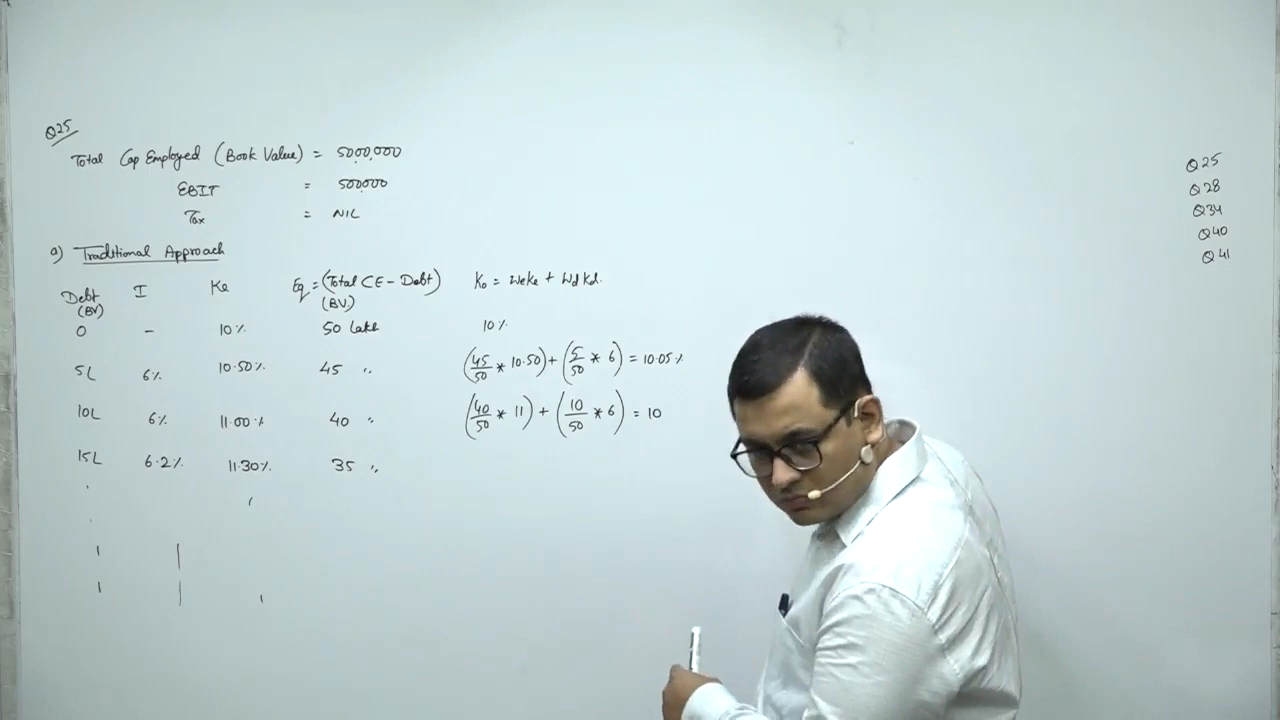 Q25
Total Cap Employed (Book Value) = 5000,000
EBIT = 500,000
Tax = NIL
a) Traditional Approach
Debt (BV) I Ke Eq = (Total CE - Debt) (BV) Ko = WeKe + WdKd.
0 - 10% 50 Lakh 10%
5L 6% 10.50% 45 ,, (45/50 * 10.50) + (5/50 * 6) = 10.05%
10L 6% 11.00% 40 ,, (40/50 * 11) + (10/50 * 6) = 10
15L 6.2% 11.30% 35 ,,
Q25
Q28
Q34
Q40
Q41